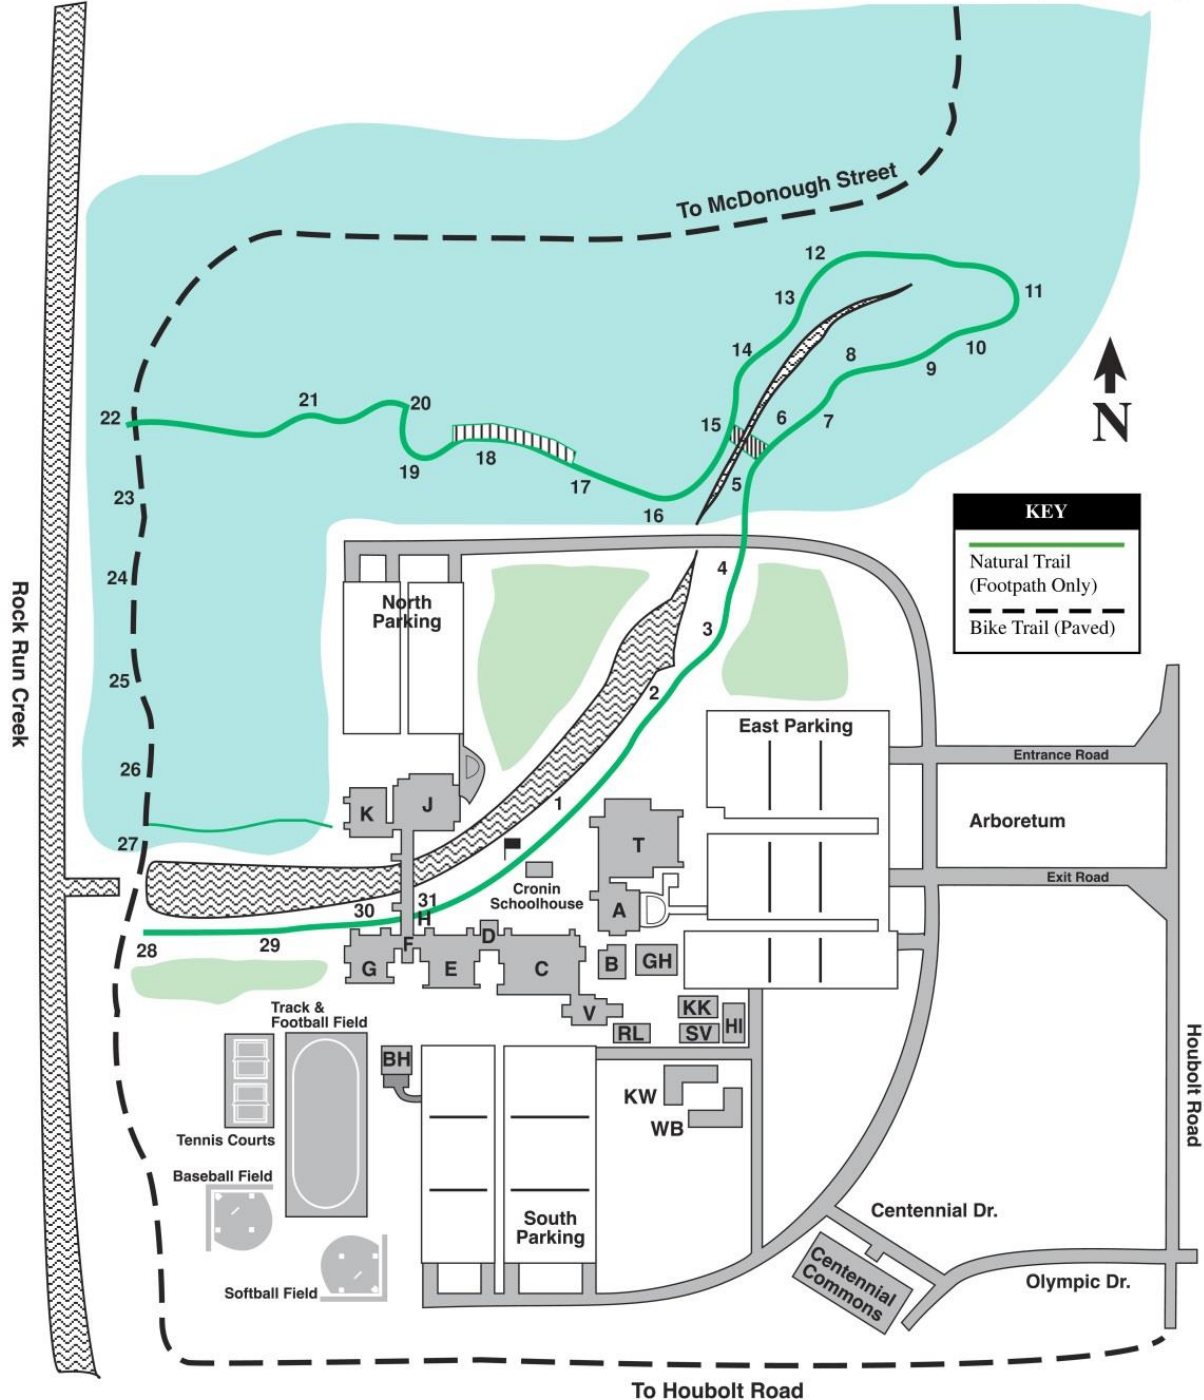 To McDonough Street
12
11
13
14
10
8
9
21
20
22
15
6
7
18
19
17
5
16
23
N
KEY
Natural Trail
(Footpath Only)
Bike Trail (Paved)
24
4
North
Parking
3
Rock Run Creek
25
2
East Parking
Entrance Road
26
K
J
1
Arboretum
27
T
Exit Road
Cronin
Schoolhouse
A
30
31
H
28
29
F
D
G
E
C
B
GH
Track &
Football Field
V
KK
RL
SV
HI
BH
Houbolt Road
KW
WB
Tennis Courts
Baseball Field
South
Parking
Centennial Dr.
Centennial
Commons
Olympic Dr.
Softball Field
To Houbolt Road